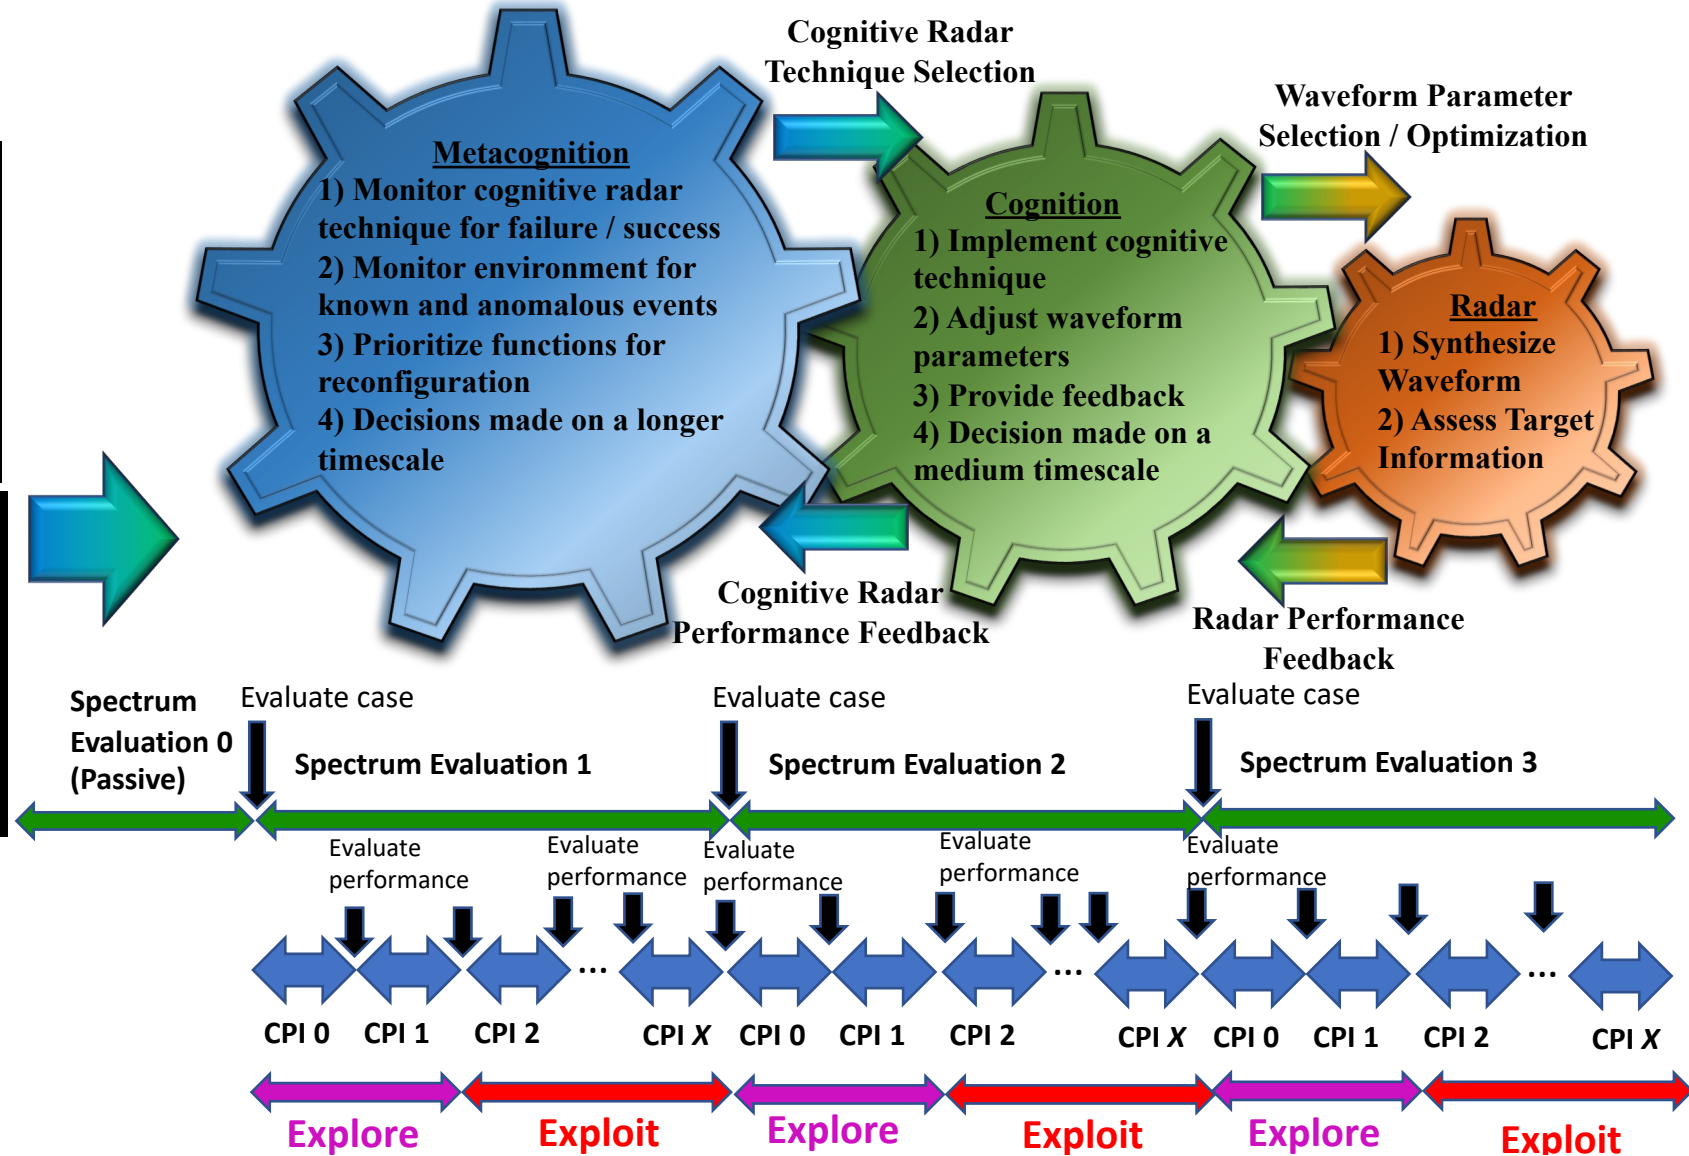 Cognitive Radar
Technique Selection
Waveform Parameter
Selection / Optimization
Metacognition
1) Monitor cognitive radar
technique for failure / success
2) Monitor environment for
known and anomalous events
3) Prioritize functions for
reconfiguration
4) Decisions made on a longer
timescale
Cognition
1) Implement cognitive
technique
2) Adjust waveform
parameters
3) Provide feedback
4) Decision made on a
medium timescale
Radar
1) Synthesize
Waveform
2) Assess Target
Information
Cognitive Radar
Performance Feedback
Radar Performance
Feedback
Spectrum
Evaluation 0
(Passive)
Evaluate case
Evaluate case
Evaluate case
Spectrum Evaluation 1
Spectrum Evaluation 2
Spectrum Evaluation 3
Evaluate
performance
Evaluate
performance
Evaluate
performance
Evaluate
performance
Evaluate
performance
... ... ...
CPI 0 CPI 1 CPI 2 CPI X CPI 0 CPI 1 CPI 2 CPI X CPI 0 CPI 1 CPI 2 CPI X
Explore Exploit Explore Exploit Explore Exploit